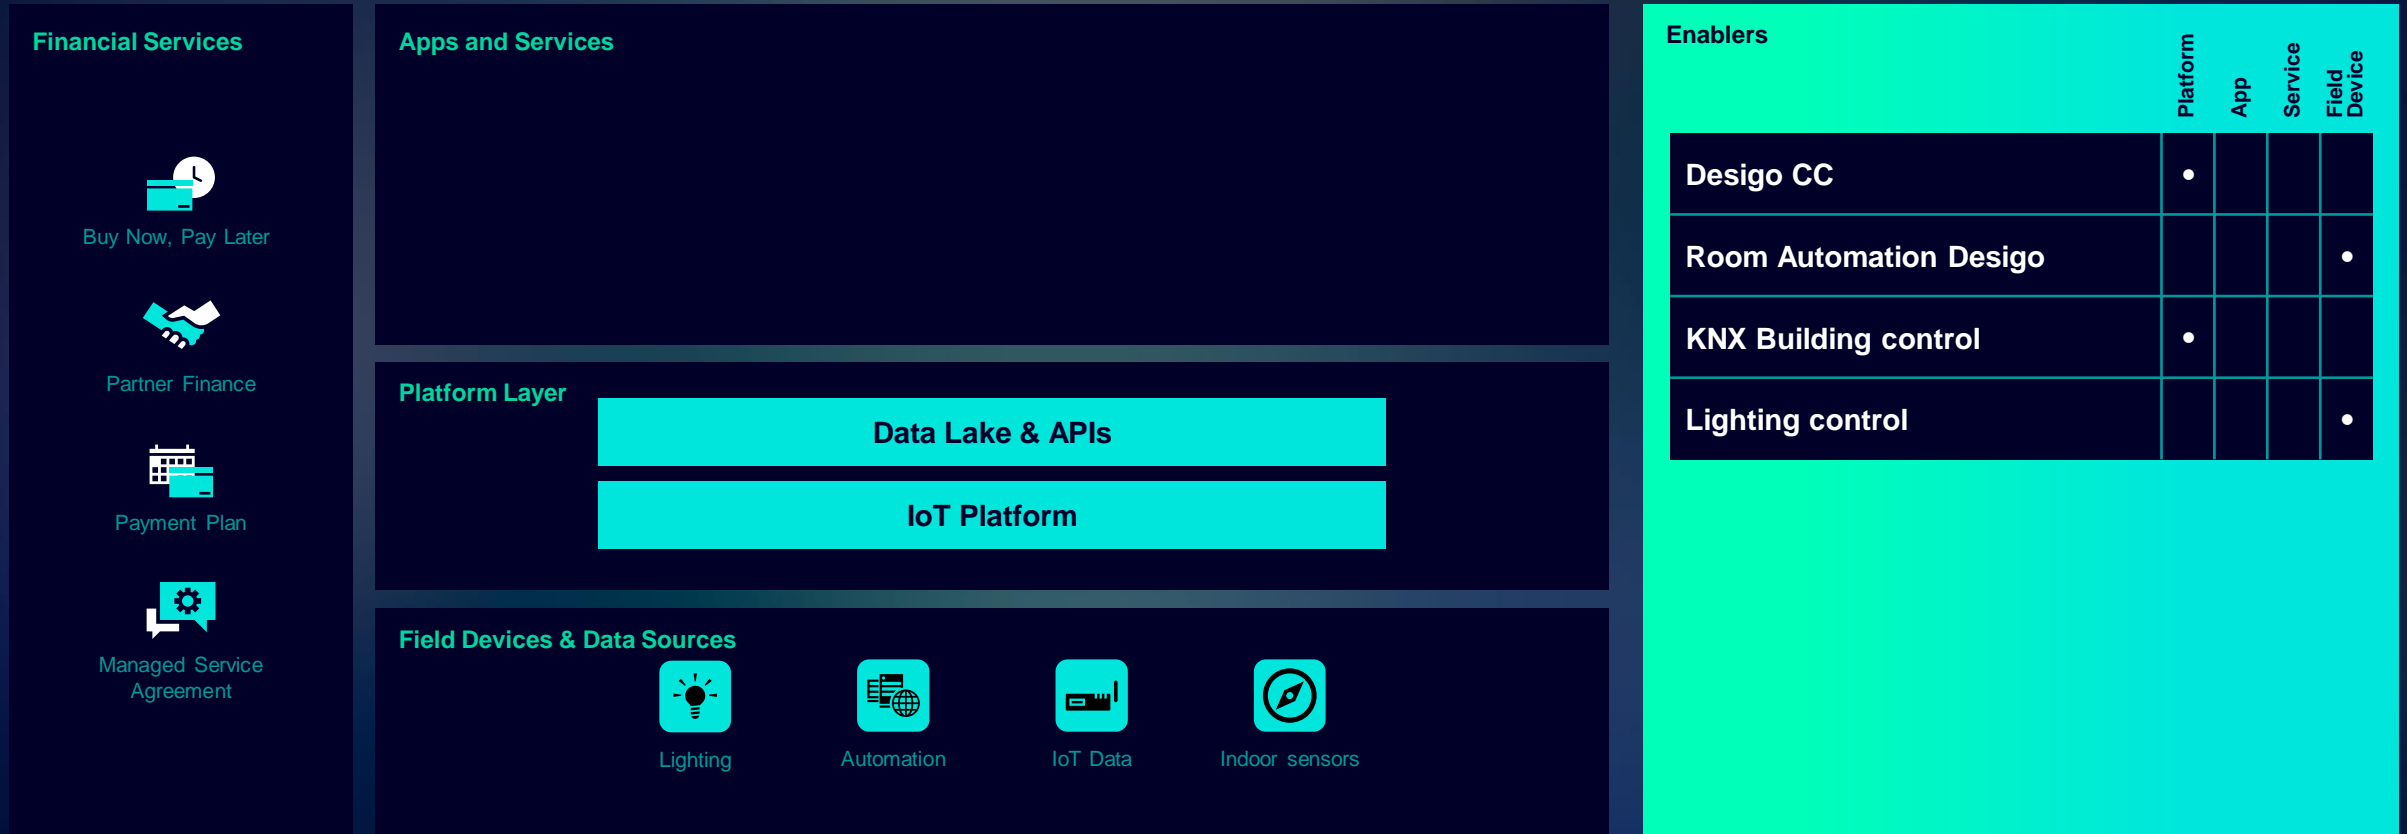 Financial Services
Buy Now, Pay Later
Partner Finance
Payment Plan
Managed Service
Agreement
Apps and Services
Platform Layer
Data Lake & APIs
IoT Platform
Field Devices & Data Sources
Lighting
Automation
IoT Data
Indoor sensors
Enablers
Platform
App
Service
Field
Device
Desigo CC
Room Automation Desigo
KNX Building control
Lighting control